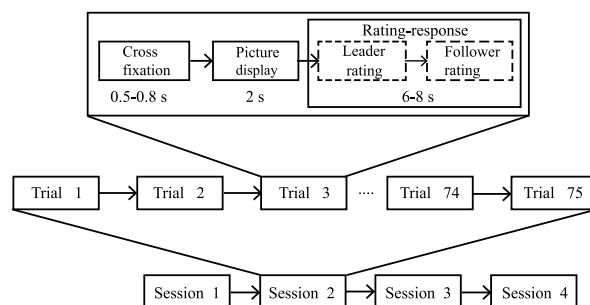 Rating-response
Cross fixation
Picture display
Leader rating
Follower rating
0.5-0.8 s
2 s
6-8 s
Trial 1
Trial 2
Trial 3
....
Trial 74
Trial 75
Session 1
Session 2
Session 3
Session 4